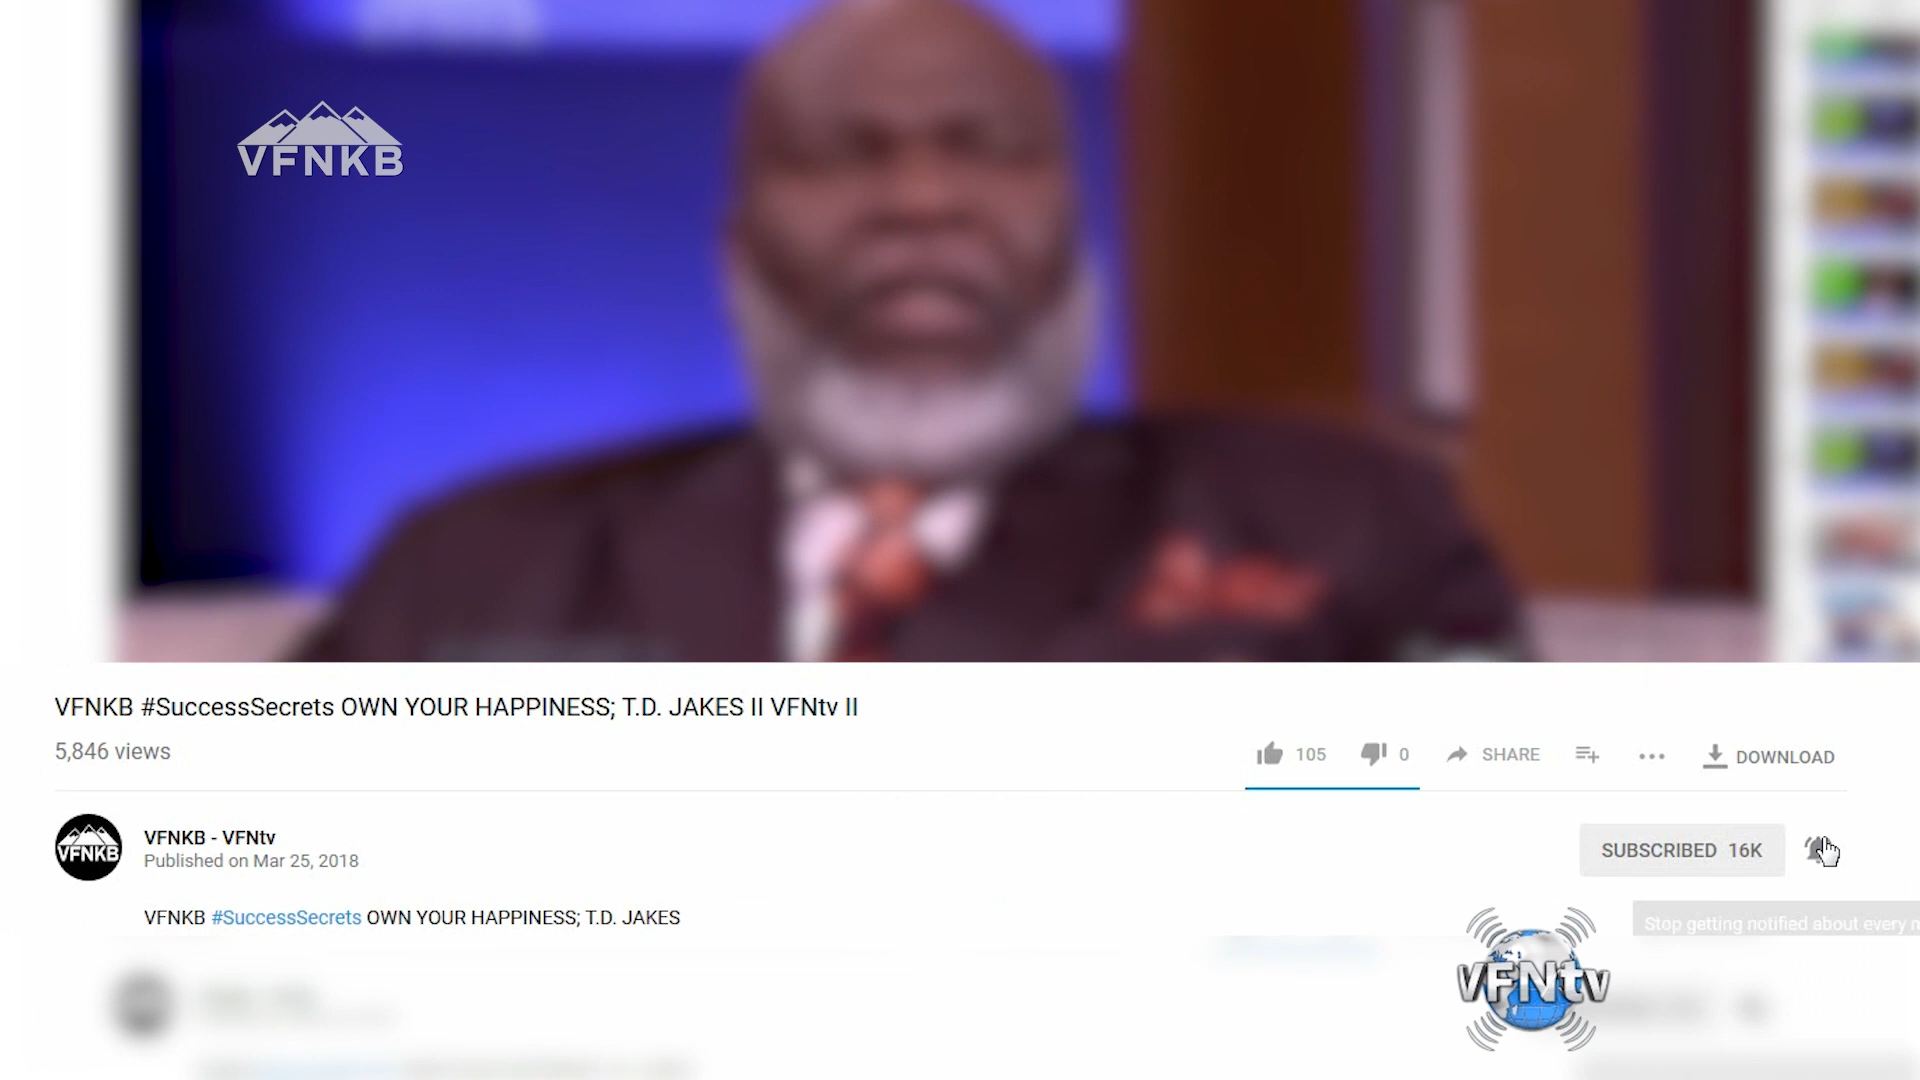 VFNKB
VFNKB #SuccessSecrets OWN YOUR HAPPINESS; T.D. JAKES II VFNtv II
5,846 views
105
0
SHARE
DOWNLOAD
VFNKB
VFNKB - VFNtv
Published on Mar 25, 2018
SUBSCRIBED 16K
VFNKB #SuccessSecrets OWN YOUR HAPPINESS; T.D. JAKES
Stop getting notified about every
VFNtv